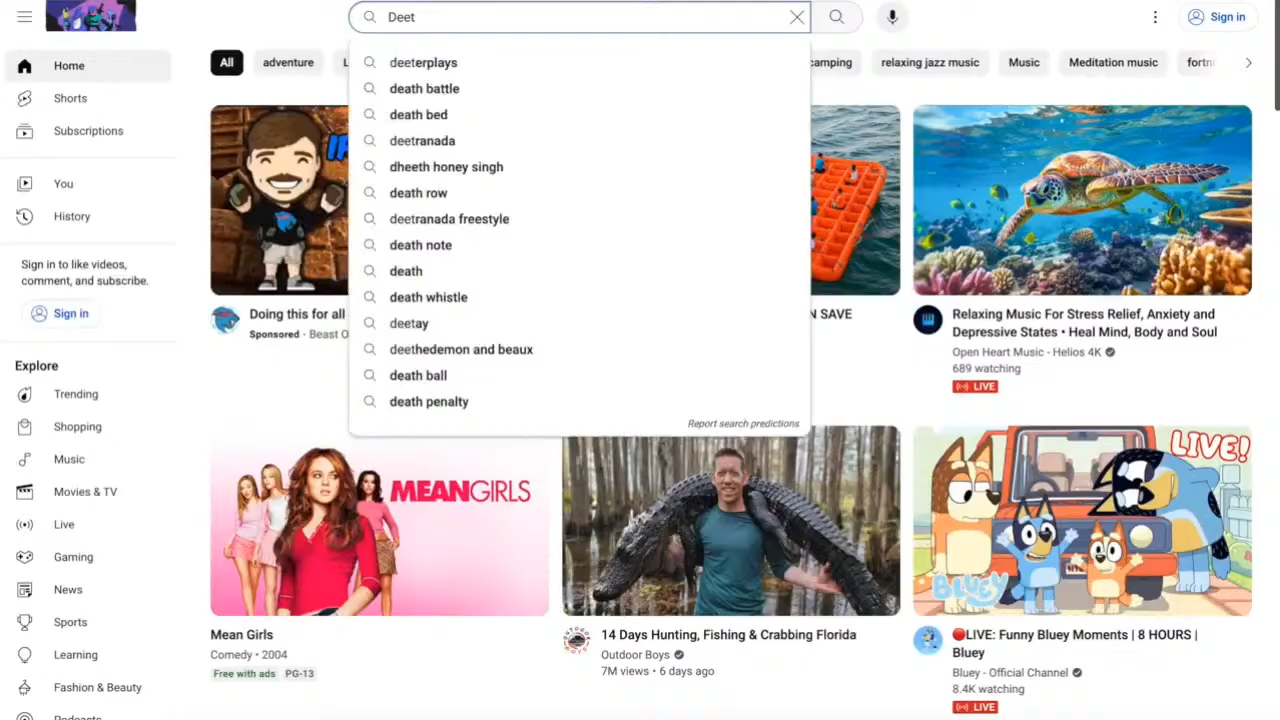 Deet
Sign in
Home
Shorts
Subscriptions
You
History
Sign in to like videos,
comment, and subscribe.
Sign in
Explore
Trending
Shopping
Music
Movies & TV
Live
Gaming
News
Sports
Learning
Fashion & Beauty
Podcasts
All
adventure
camping
relaxing jazz music
Music
Meditation music
fortni
deeterplays
death battle
death bed
deetranada
dheeth honey singh
death row
deetranada freestyle
death note
death
death whistle
deetay
deethedemon and beaux
death ball
death penalty
Report search predictions
Doing this for all
Sponsored · Beast O
N SAVE
Relaxing Music For Stress Relief, Anxiety and
Depressive States • Heal Mind, Body and Soul
Open Heart Music - Helios 4K
689 watching
LIVE
MEAN GIRLS
Mean Girls
Comedy • 2004
Free with ads PG-13
OUTDOOR BOYS
14 Days Hunting, Fishing & Crabbing Florida
Outdoor Boys
7M views • 6 days ago
LIVE!
BLUEY
🔴LIVE: Funny Bluey Moments | 8 HOURS |
Bluey
Bluey - Official Channel
8.4K watching
LIVE